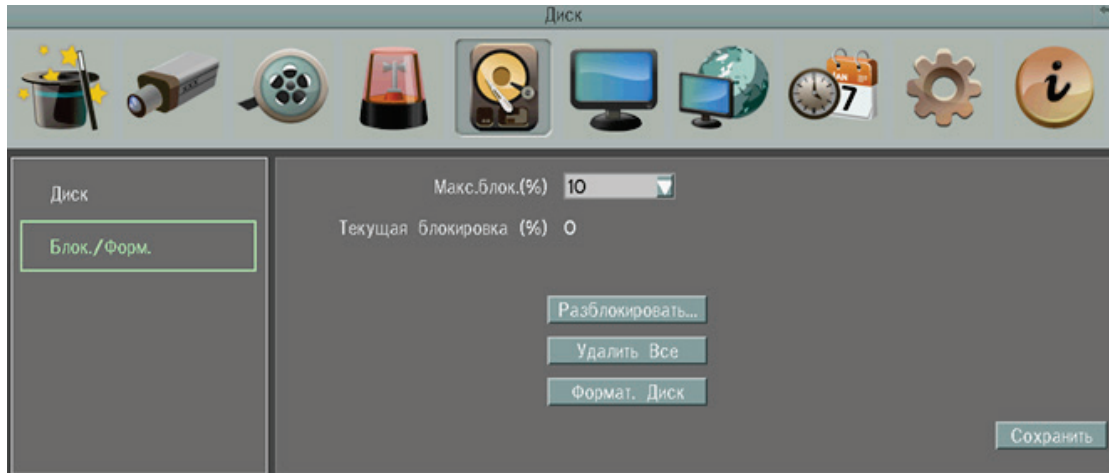 Диск
Диск
Блок./Форм.
Макс.блок.(%) 10
Текущая блокировка (%) 0
Разблокировать...
Удалить Все
Формат. Диск
Сохранить